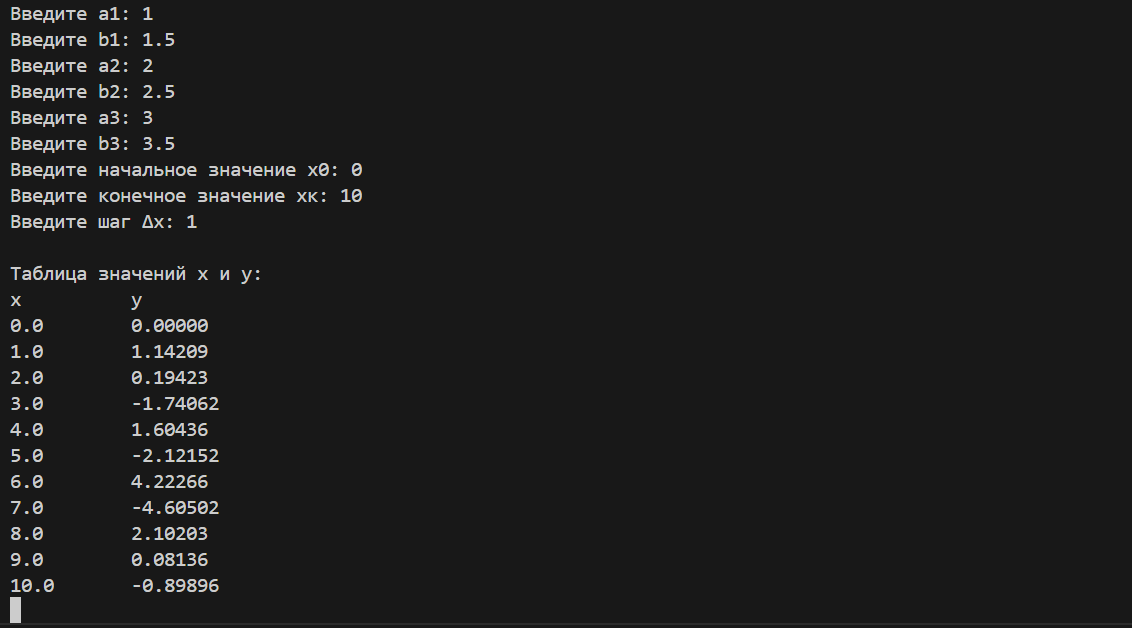 Введите a1: 1
Введите b1: 1.5
Введите a2: 2
Введите b2: 2.5
Введите a3: 3
Введите b3: 3.5
Введите начальное значение x0: 0
Введите конечное значение xк: 10
Введите шаг Δx: 1
Таблица значений x и y:
x y
0.0 0.00000
1.0 1.14209
2.0 0.19423
3.0 -1.74062
4.0 1.60436
5.0 -2.12152
6.0 4.22266
7.0 -4.60502
8.0 2.10203
9.0 0.08136
10.0 -0.89896